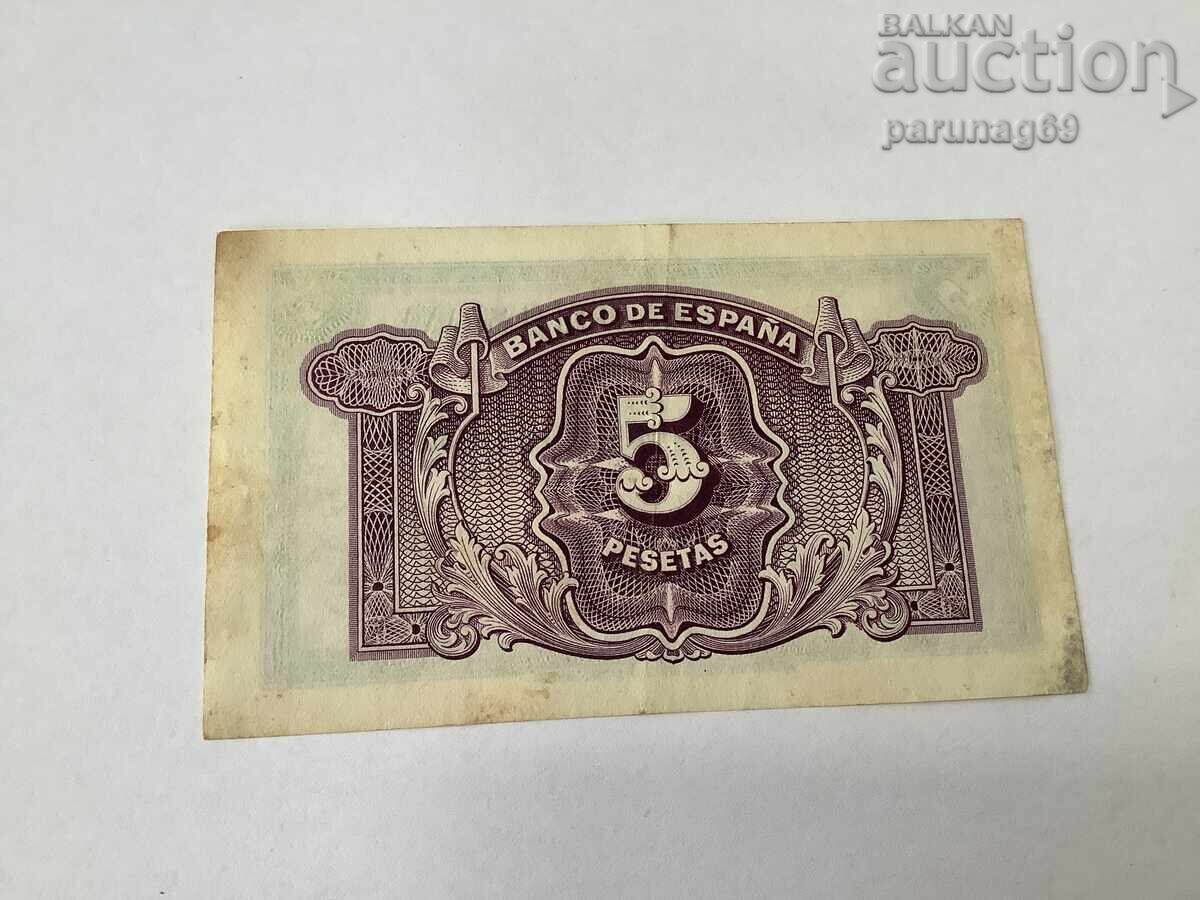 BALKAN
auction
parunag69
BANCO DE ESPAÑA
5
PESETAS